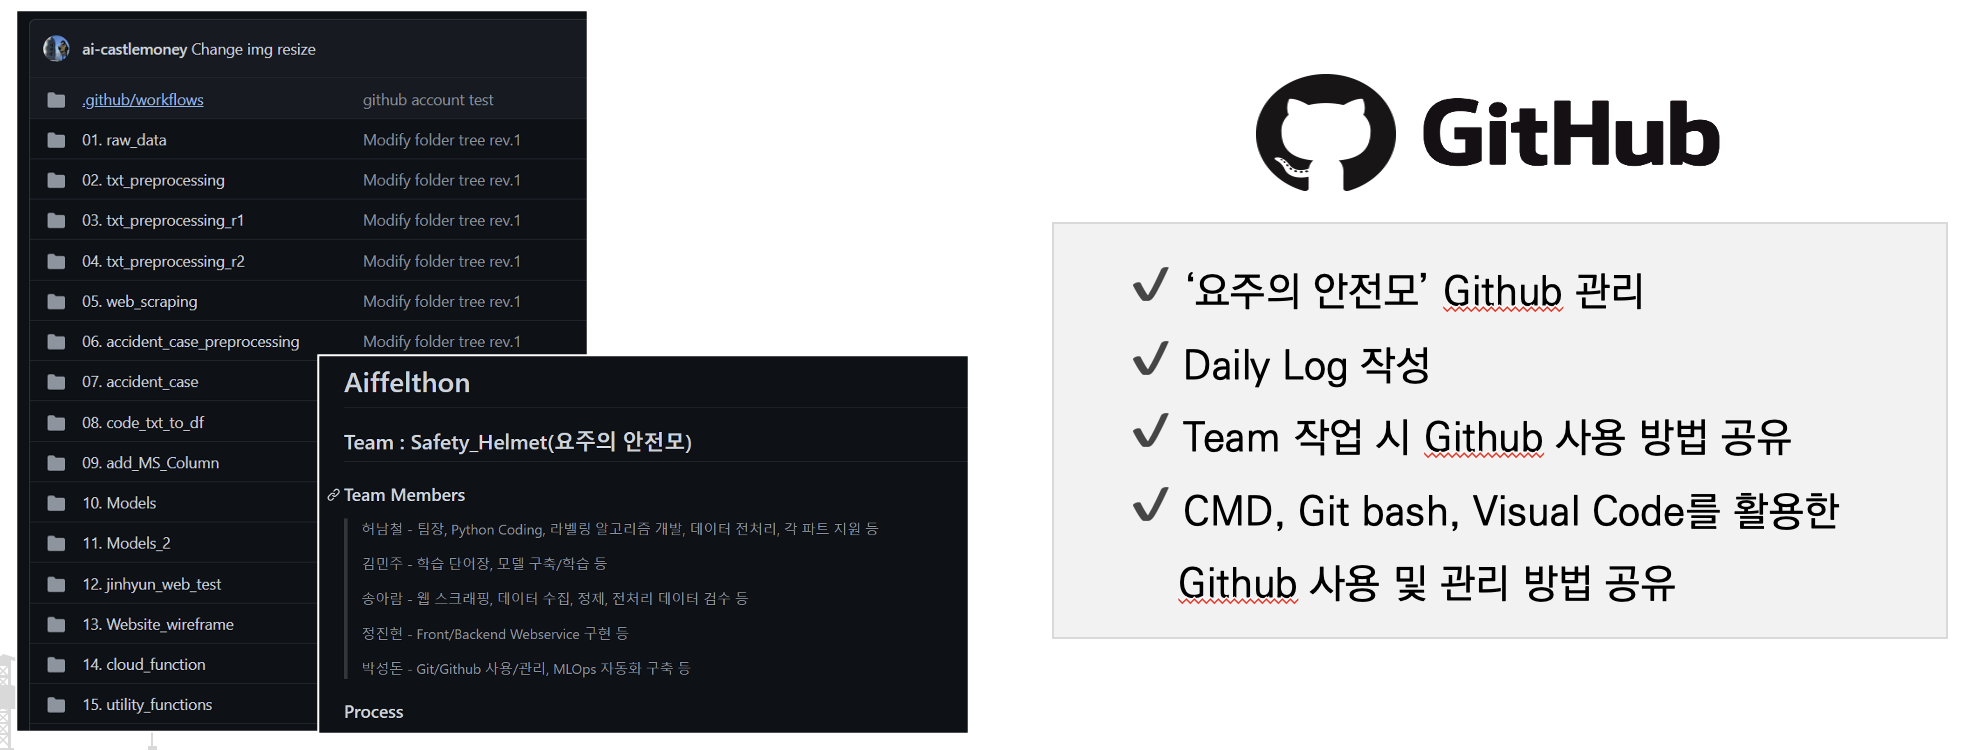 ai-castlemoney Change img resize
.github/workflows github account test
01. raw_data Modify folder tree rev.1
02. txt_preprocessing Modify folder tree rev.1
03. txt_preprocessing_r1 Modify folder tree rev.1
04. txt_preprocessing_r2 Modify folder tree rev.1
05. web_scraping Modify folder tree rev.1
06. accident_case_preprocessing Modify folder tree rev.1
07. accident_case
08. code_txt_to_df
09. add_MS_Column
10. Models
11. Models_2
12. jinhyun_web_test
13. Website_wireframe
14. cloud_function
15. utility_functions
Aiffelthon
Team : Safety_Helmet(요주의 안전모)
Team Members
허남철 - 팀장, Python Coding, 라벨링 알고리즘 개발, 데이터 전처리, 각 파트 지원 등
김민주 - 학습 단어장, 모델 구축/학습 등
송아람 - 웹 스크래핑, 데이터 수집, 정제, 전처리 데이터 검수 등
정진현 - Front/Backend Webservice 구현 등
박성돈 - Git/Github 사용/관리, MLOps 자동화 구축 등
Process
GitHub
✔ ‘요주의 안전모’ Github 관리
✔ Daily Log 작성
✔ Team 작업 시 Github 사용 방법 공유
✔ CMD, Git bash, Visual Code를 활용한
Github 사용 및 관리 방법 공유